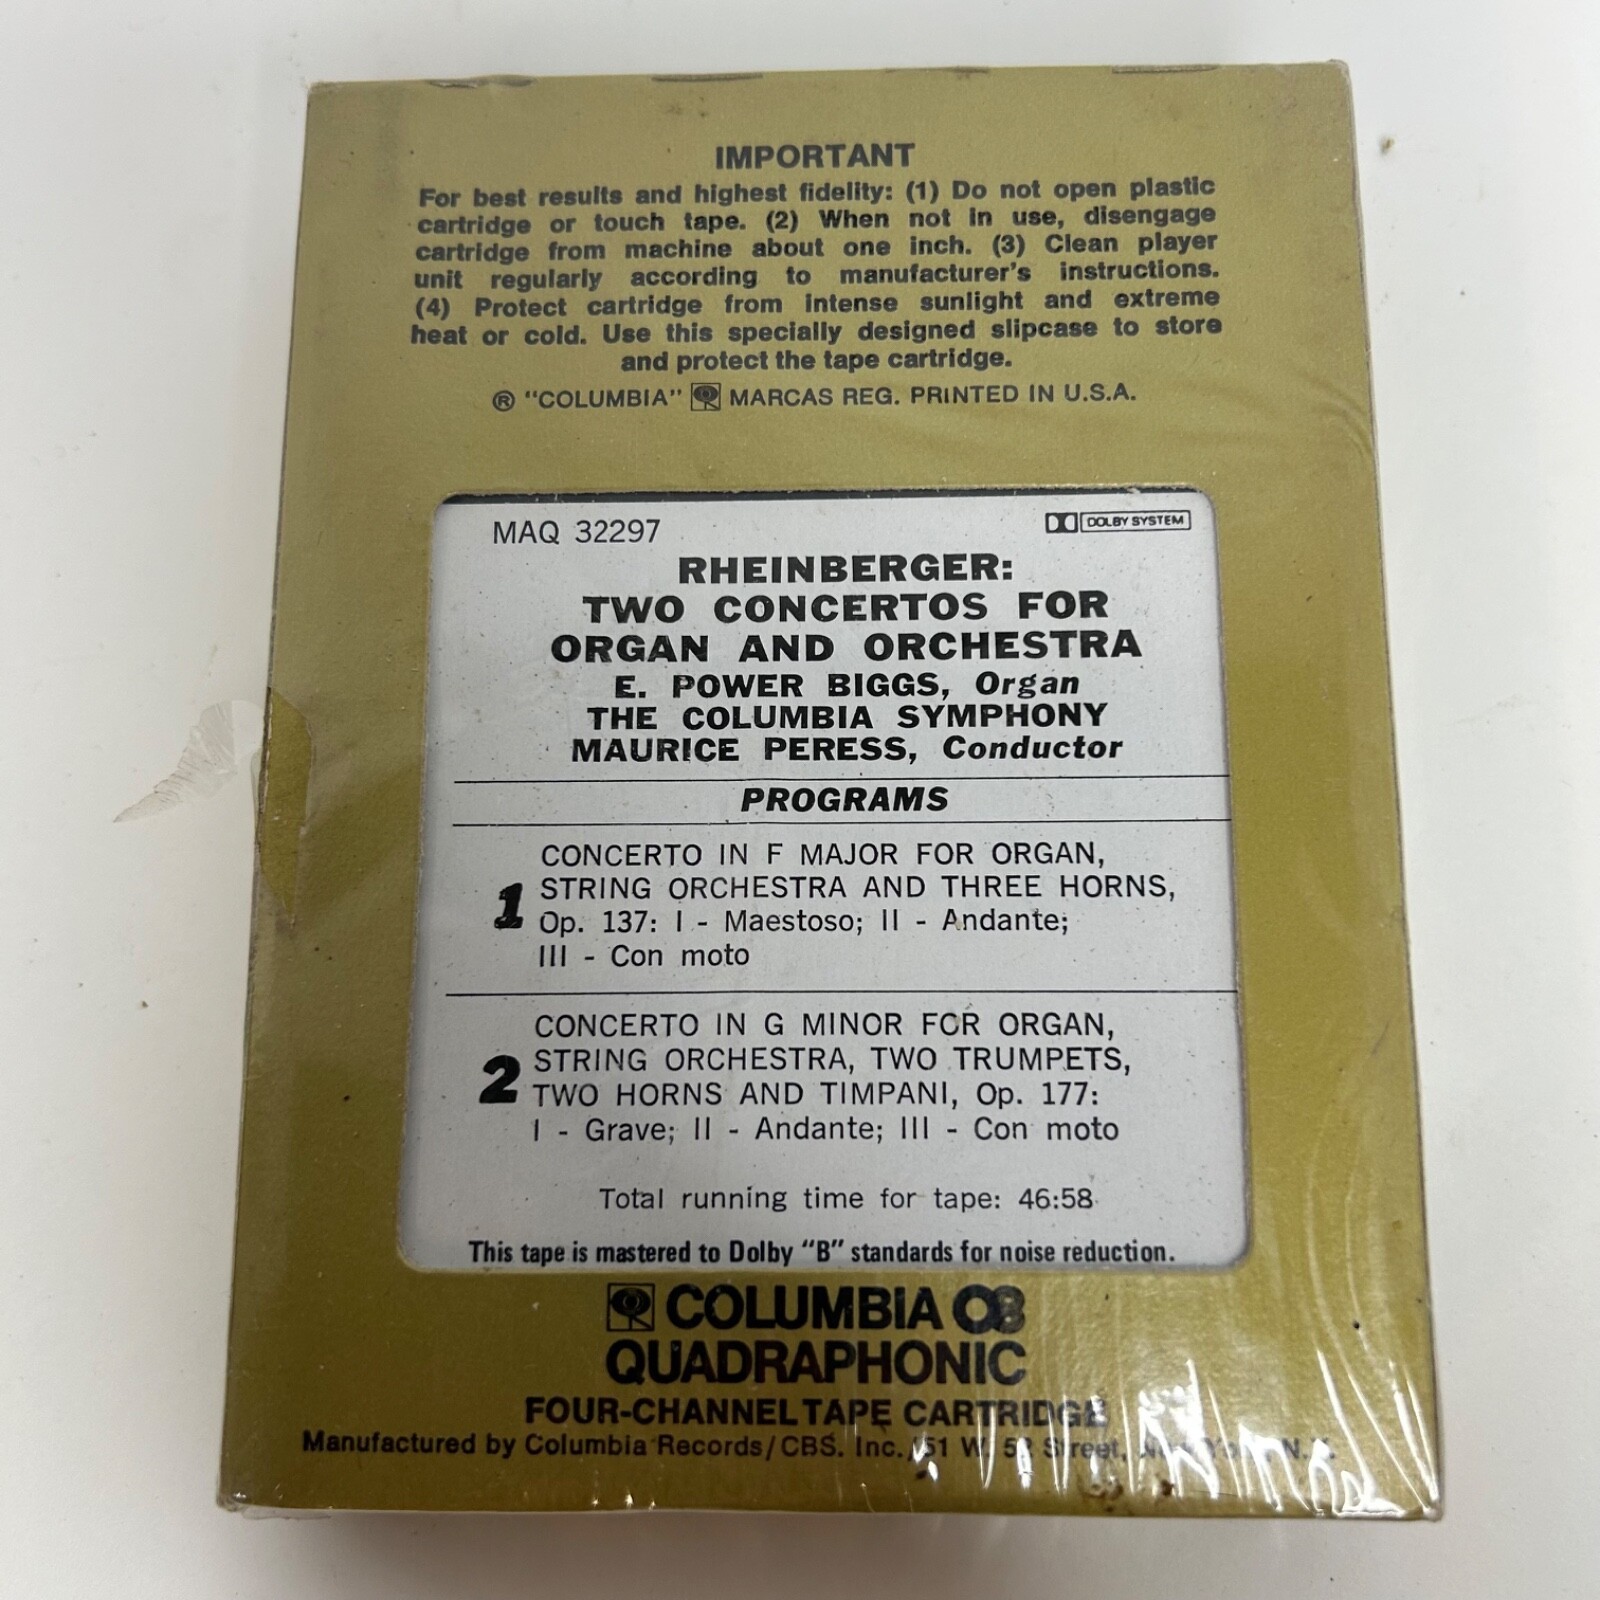 IMPORTANT
For best results and highest fidelity: (1) Do not open plastic
cartridge or touch tape. (2) When not in use, disengage
cartridge from machine about one inch. (3) Clean player
unit regularly according to manufacturer's instructions.
(4) Protect cartridge from intense sunlight and extreme
heat or cold. Use this specially designed slipcase to store
and protect the tape cartridge.
® "COLUMBIA" MARCAS REG. PRINTED IN U.S.A.
MAQ 32297
DOLBY SYSTEM
RHEINBERGER:
TWO CONCERTOS FOR
ORGAN AND ORCHESTRA
E. POWER BIGGS, Organ
THE COLUMBIA SYMPHONY
MAURICE PERESS, Conductor
PROGRAMS
1 CONCERTO IN F MAJOR FOR ORGAN,
STRING ORCHESTRA AND THREE HORNS,
Op. 137: I - Maestoso; II - Andante;
III - Con moto
2 CONCERTO IN G MINOR FOR ORGAN,
STRING ORCHESTRA, TWO TRUMPETS,
TWO HORNS AND TIMPANI, Op. 177:
I - Grave; II - Andante; III - Con moto
Total running time for tape: 46:58
This tape is mastered to Dolby "B" standards for noise reduction.
COLUMBIA Q8
QUADRAPHONIC
FOUR-CHANNEL TAPE CARTRIDGE
Manufactured by Columbia Records/CBS. Inc./51 W. Street, N.Y.